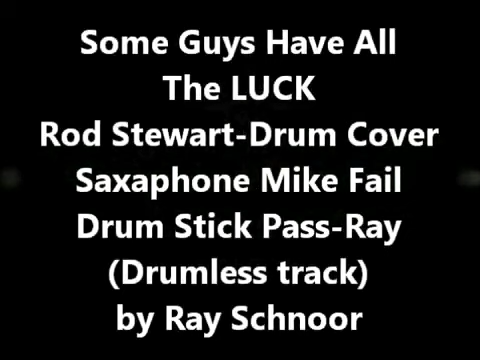 Some Guys Have All
The LUCK
Rod Stewart-Drum Cover
Saxaphone Mike Fail
Drum Stick Pass-Ray
(Drumless track)
by Ray Schnoor